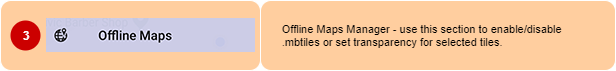 3
Offline Maps
Offline Maps Manager - use this section to enable/disable
.mbtiles or set transparency for selected tiles.